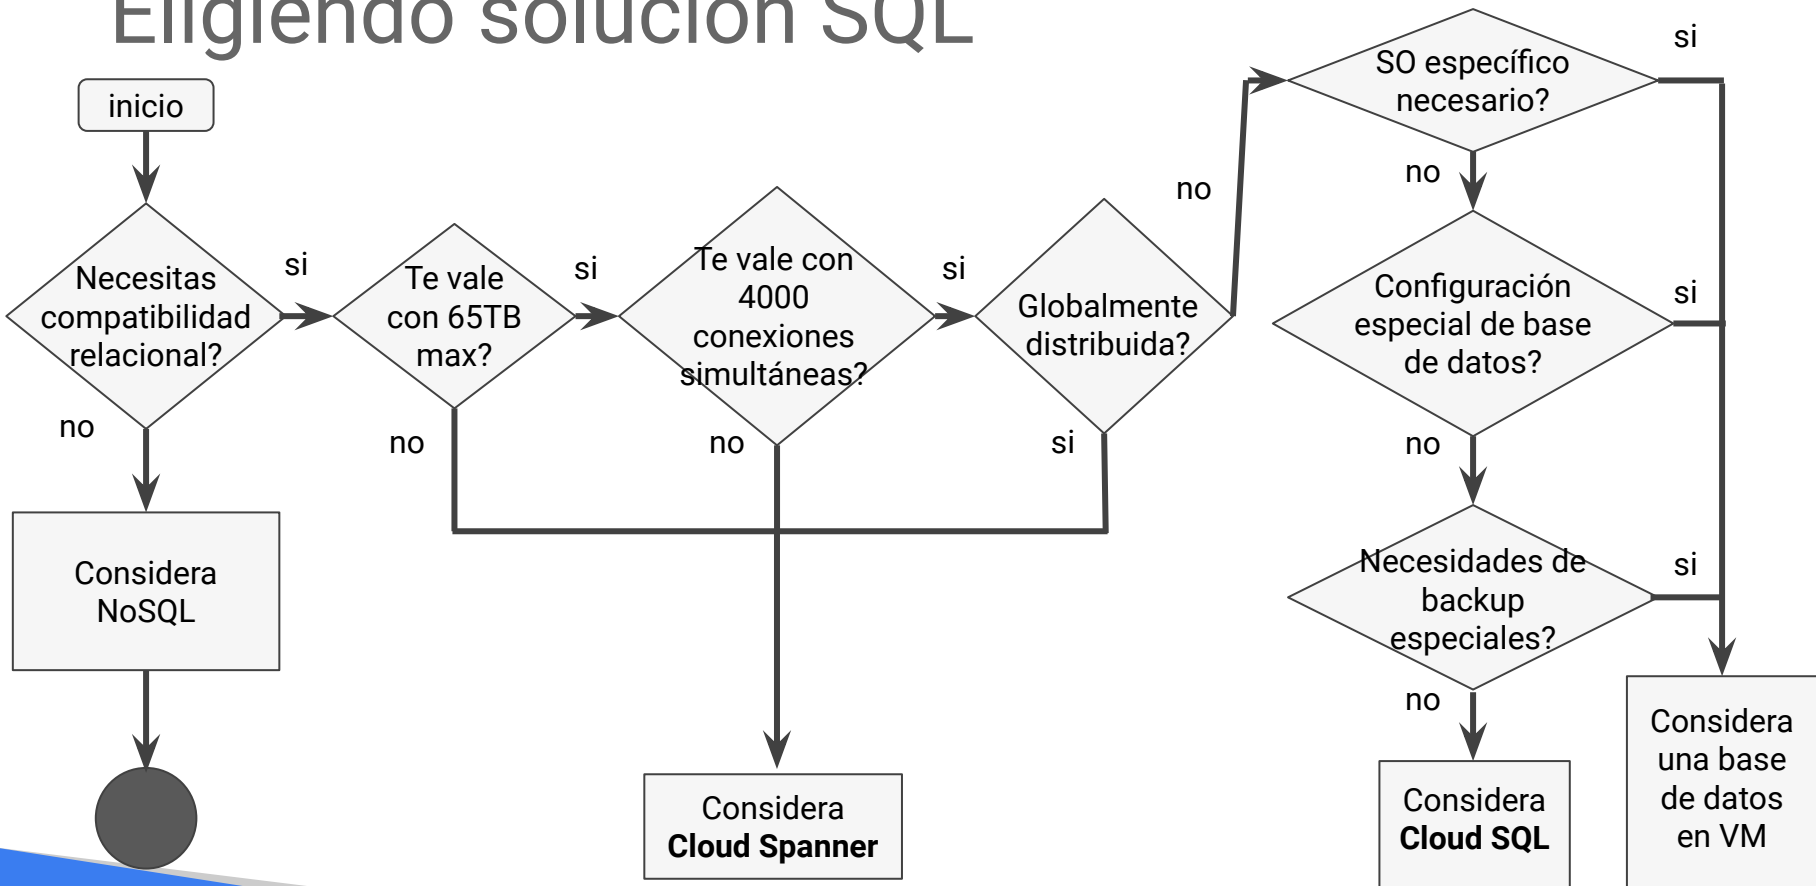 Eligiendo solución SQL
inicio
Necesitas
compatibilidad
relacional?
si
no
Considera
NoSQL
Te vale
con 65TB
max?
si
no
Te vale con
4000
conexiones
simultáneas?
si
no
Globalmente
distribuida?
no
si
Considera
Cloud Spanner
SO específico
necesario?
si
no
Configuración
especial de base
de datos?
si
no
Necesidades de
backup
especiales?
si
no
Considera
Cloud SQL
Considera
una base
de datos
en VM